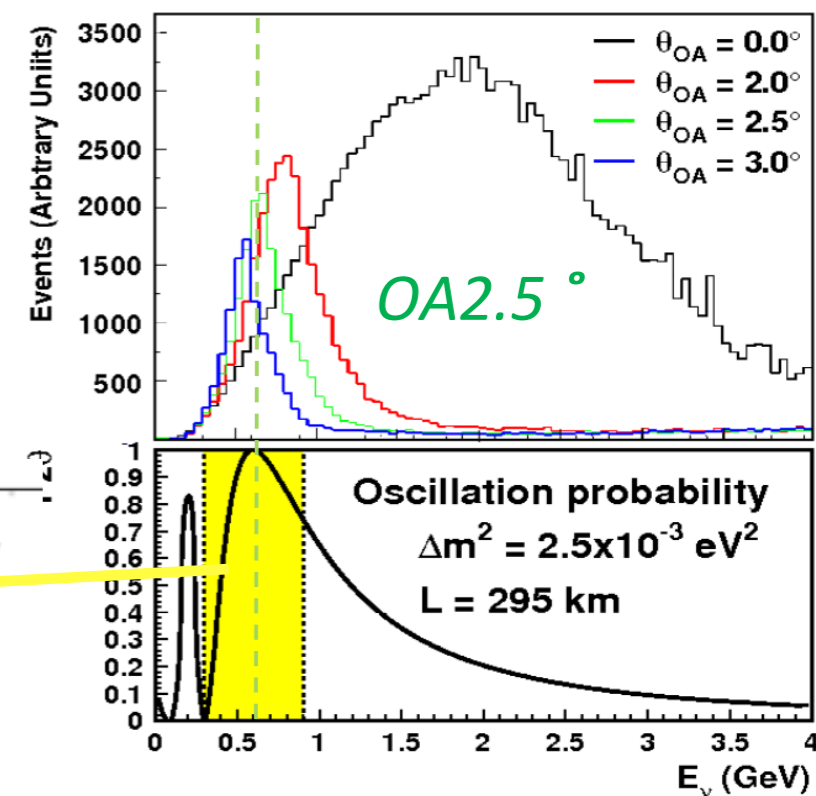 Events (Arbtrary Uniits)
3500
3000
2500
2000
1500
1000
500
θOA = 0.0°
θOA = 2.0°
θOA = 2.5°
θOA = 3.0°
OA2.5 °
1
0.9
0.8
0.7
0.6
0.5
0.4
0.3
0.2
0.1
0
Oscillation probability
Δm² = 2.5x10⁻³ eV²
L = 295 km
0 0.5 1 1.5 2 2.5 3 3.5 4
Eν (GeV)